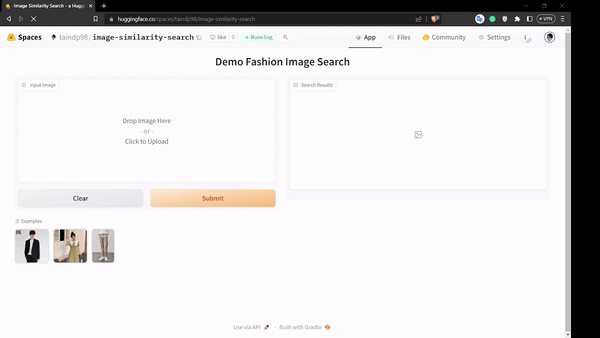 Image Similarity Search - a Hugg
huggingface.co/spaces/taindp98/image-similarity-search
VPN
Spaces
taindp98/image-similarity-search
like 0
Running
App
Files
Community
Settings
Demo Fashion Image Search
Input Image
Drop Image Here
- or -
Click to Upload
Search Results
Clear
Submit
Examples
Use via API
·
Built with Gradio